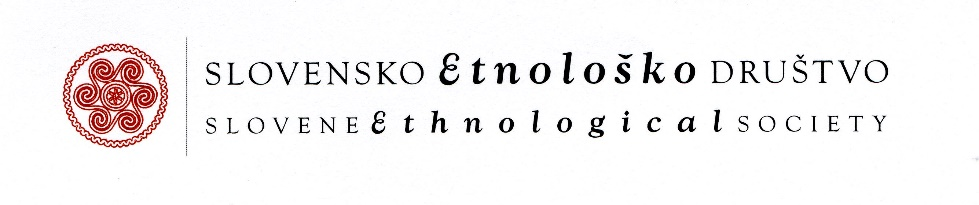 SLOVENSKO Etnološko DRUŠTVO
SLOVENE Ethnological SOCIETY